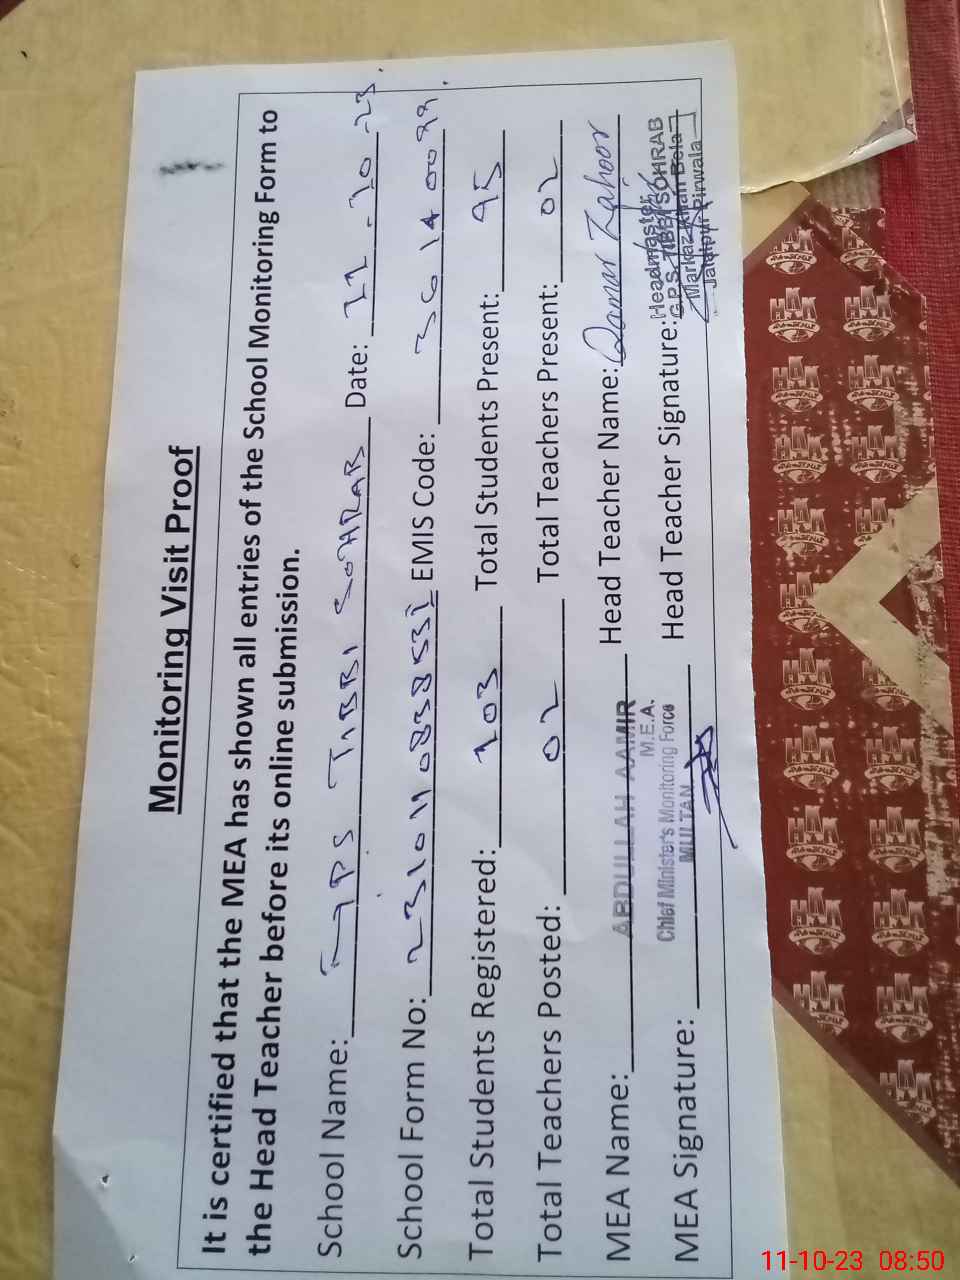 Monitoring Visit Proof
It is certified that the MEA has shown all entries of the School Monitoring Form to
the Head Teacher before its online submission.
School Name: GPS TIBBI SOHRAB Date: 11-10-23
School Form No: EMIS Code:
Total Students Registered: 103 Total Students Present: 95
Total Teachers Posted: 02 Total Teachers Present: 02
MEA Name: ABDULLAH AAMIR Head Teacher Name: Qamar Zahoor
M.E.A.
Chief Minister's Monitoring Force
MULTAN
MEA Signature: Head Teacher Signature: Headmaster
G.P.S. TIBBI SOHRAB
Markaz Khan Bela
Jalalpur Pirwala
HAK
11-10-23 08:50